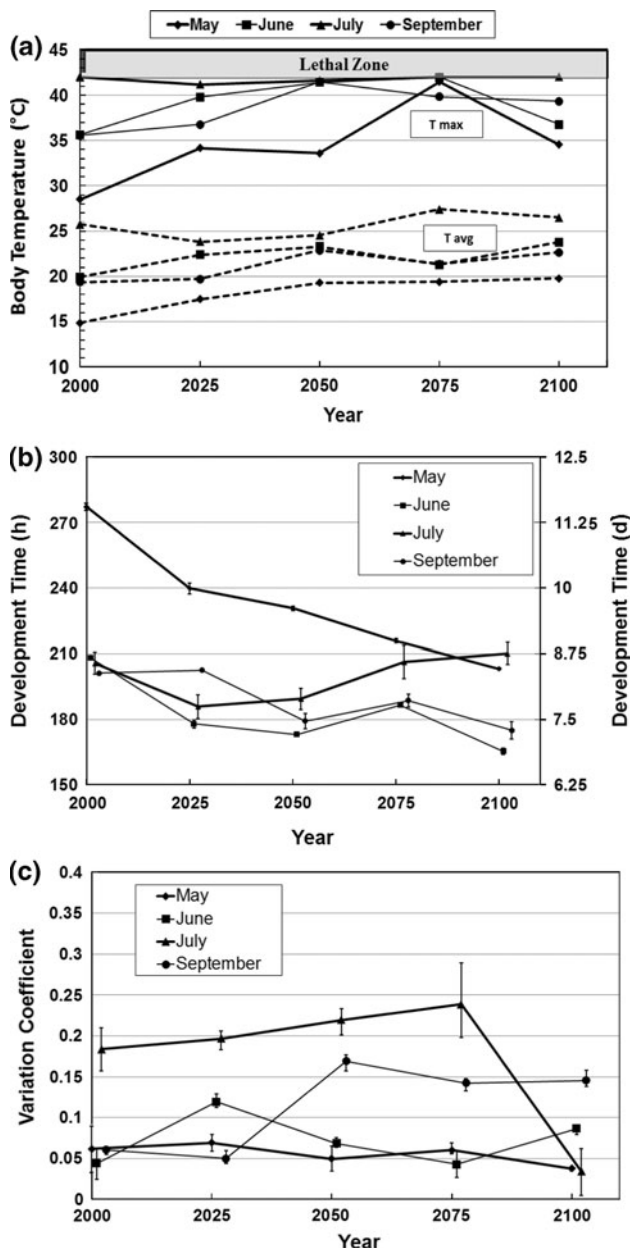 (a)
May June July September
45
40
35
30
25
20
15
10
Lethal Zone
T max
T avg
Body Temperature (°C)
2000 2025 2050 2075 2100
Year
(b)
300
270
240
210
180
150
Development Time (h)
May
June
July
September
12.5
11.25
10
8.75
7.5
6.25
Development Time (d)
2000 2025 2050 2075 2100
Year
(c)
0.4
0.35
0.3
0.25
0.2
0.15
0.1
0.05
0
Variation Coefficient
May
June
July
September
2000 2025 2050 2075 2100
Year